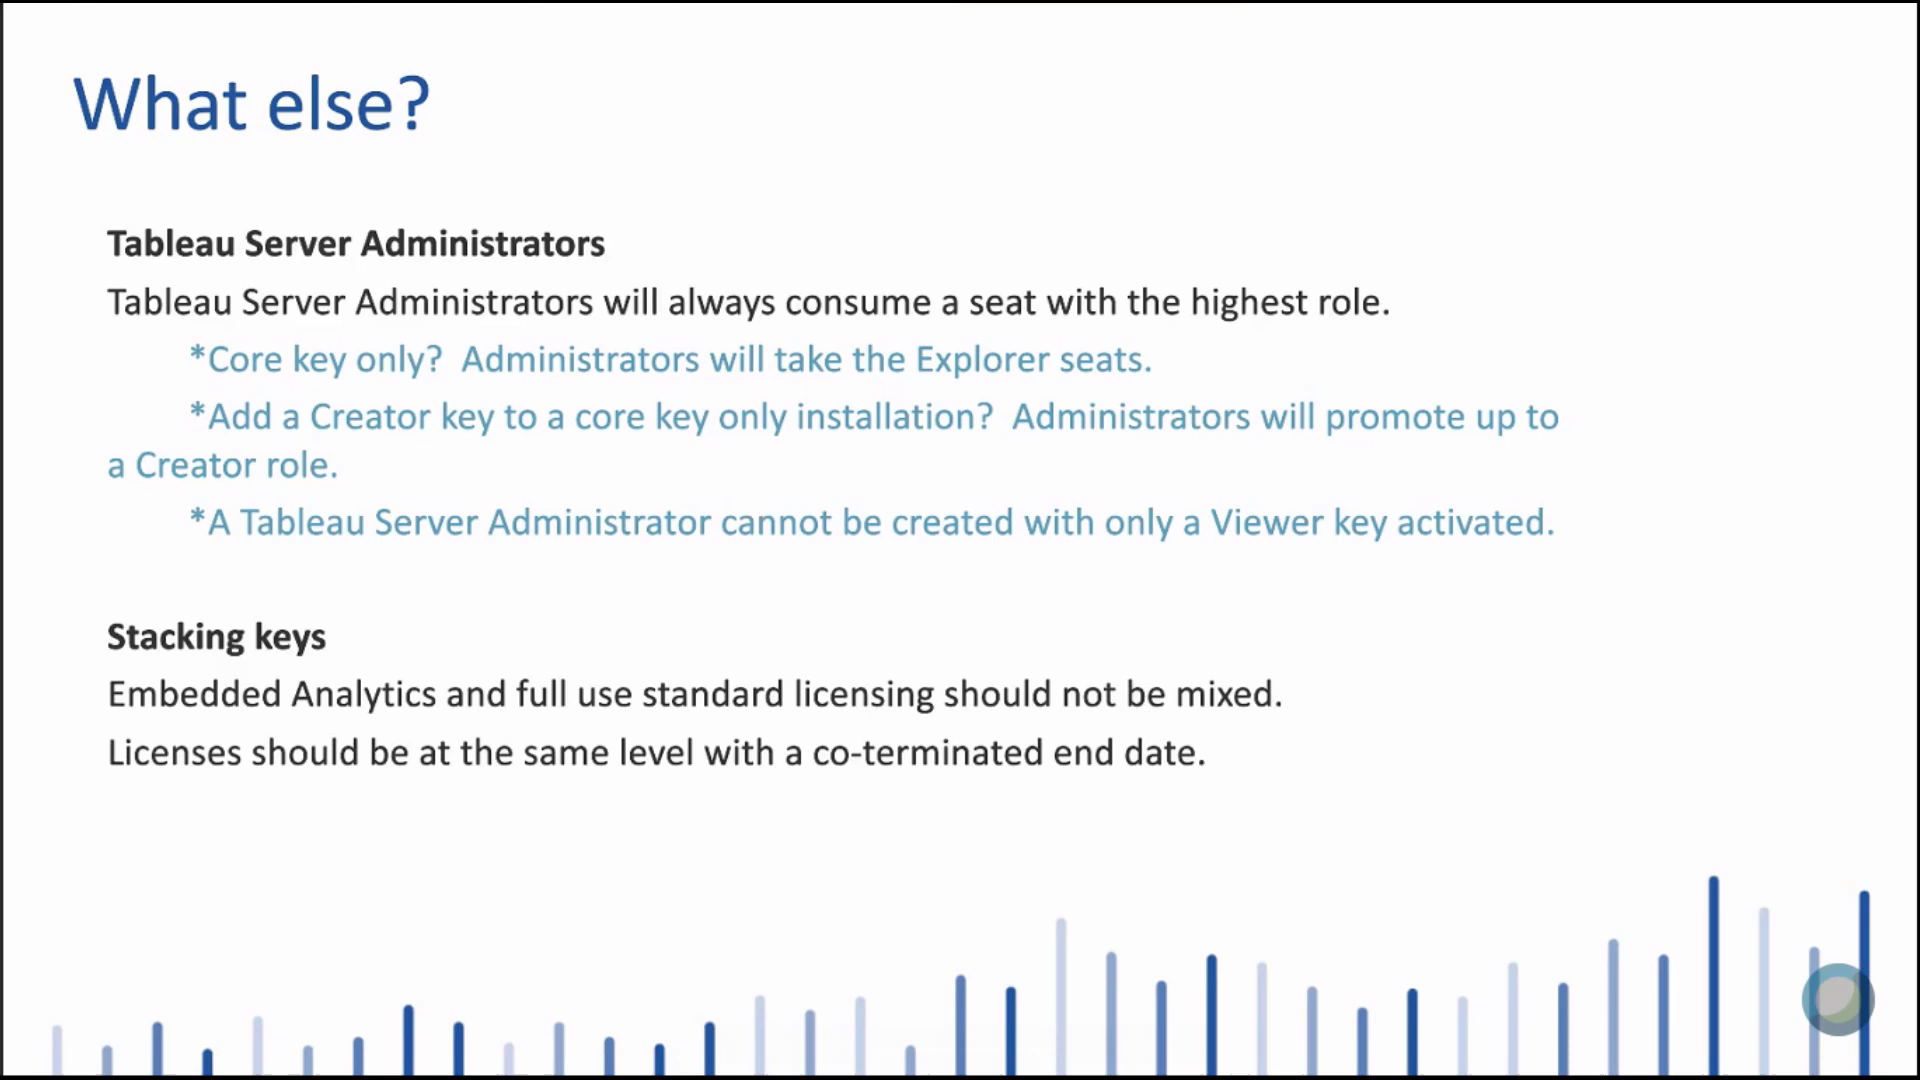 What else?
Tableau Server Administrators
Tableau Server Administrators will always consume a seat with the highest role.
*Core key only?  Administrators will take the Explorer seats.
*Add a Creator key to a core key only installation?  Administrators will promote up to
a Creator role.
*A Tableau Server Administrator cannot be created with only a Viewer key activated.
Stacking keys
Embedded Analytics and full use standard licensing should not be mixed.
Licenses should be at the same level with a co-terminated end date.